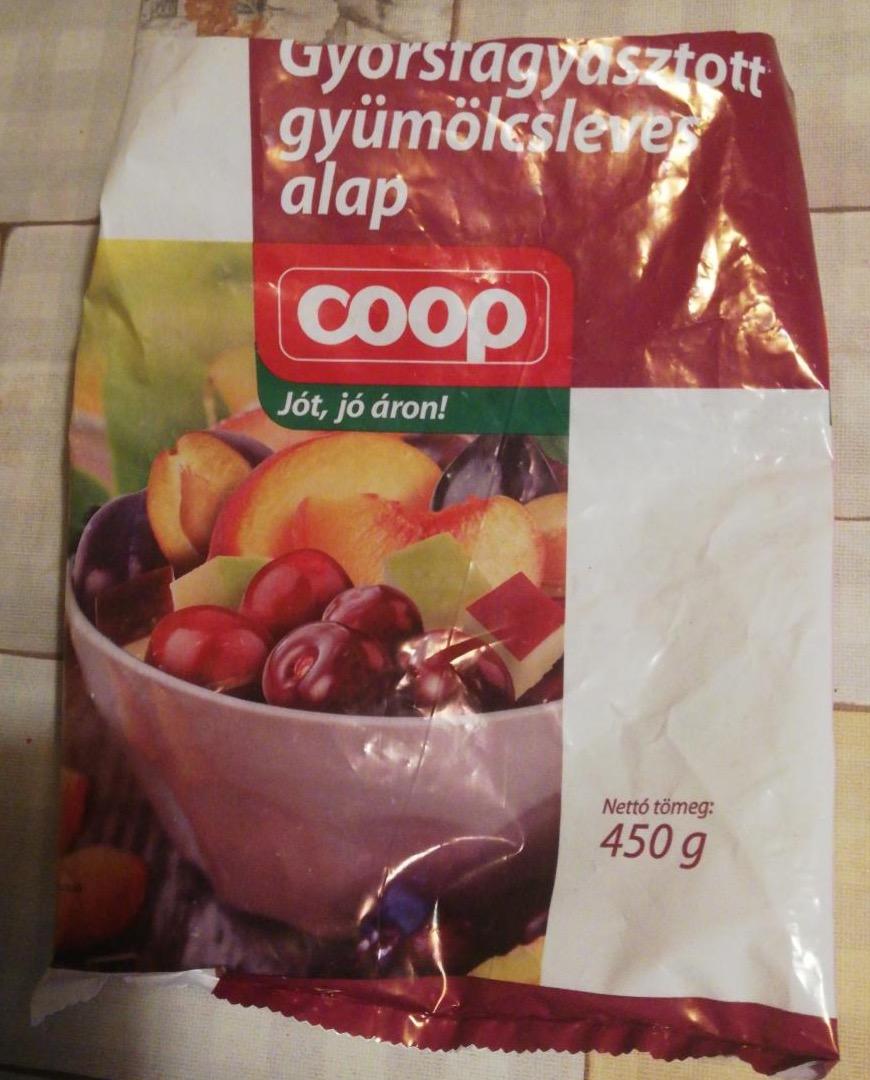 Gyorsfagyasztott
gyümölcsleves
alap
coop
Jót, jó áron!
Nettó tömeg:
450 g